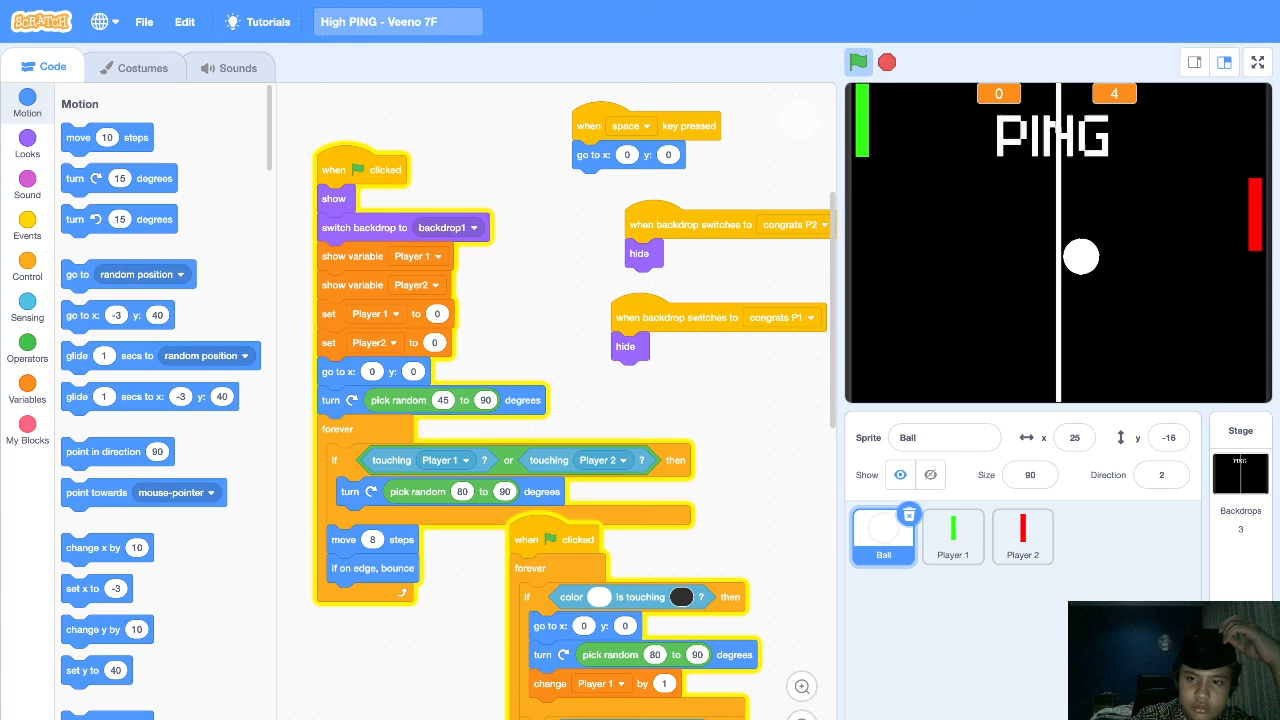 SCRATCH File Edit Tutorials High PING - Veeno 7F
Code Costumes Sounds
Motion
Looks
Sound
Events
Control
Sensing
Operators
Variables
My Blocks
Motion
move 10 steps
turn 15 degrees
turn 15 degrees
go to random position
go to x: -3 y: 40
glide 1 secs to random position
glide 1 secs to x: -3 y: 40
point in direction 90
point towards mouse-pointer
change x by 10
set x to -3
change y by 10
set y to 40
when clicked
show
switch backdrop to backdrop1
show variable Player 1
show variable Player2
set Player 1 to 0
set Player2 to 0
go to x: 0 y: 0
turn pick random 45 to 90 degrees
forever
if touching Player 1 ? or touching Player 2 ? then
turn pick random 80 to 90 degrees
move 8 steps
if on edge, bounce
when space key pressed
go to x: 0 y: 0
when backdrop switches to congrats P2
hide
when backdrop switches to congrats P1
hide
when clicked
forever
if color is touching ? then
go to x: 0 y: 0
turn pick random 80 to 90 degrees
change Player 1 by 1
0 4
PING
Sprite Ball x 25 y -16
Show Size 90 Direction 2
Ball Player 1 Player 2
Stage
PING
Backdrops
3